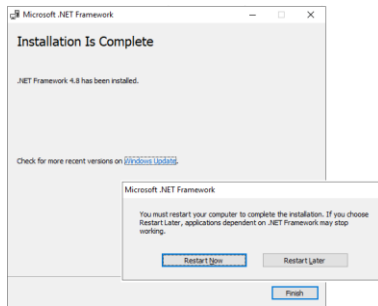 Microsoft .NET Framework
Installation Is Complete
.NET Framework 4.8 has been installed.
Check for more recent versions on Windows Update.
Microsoft .NET Framework
You must restart your computer to complete the installation. If you choose
Restart Later, applications dependent on .NET Framework may stop
working.
Restart Now
Restart Later
Finish